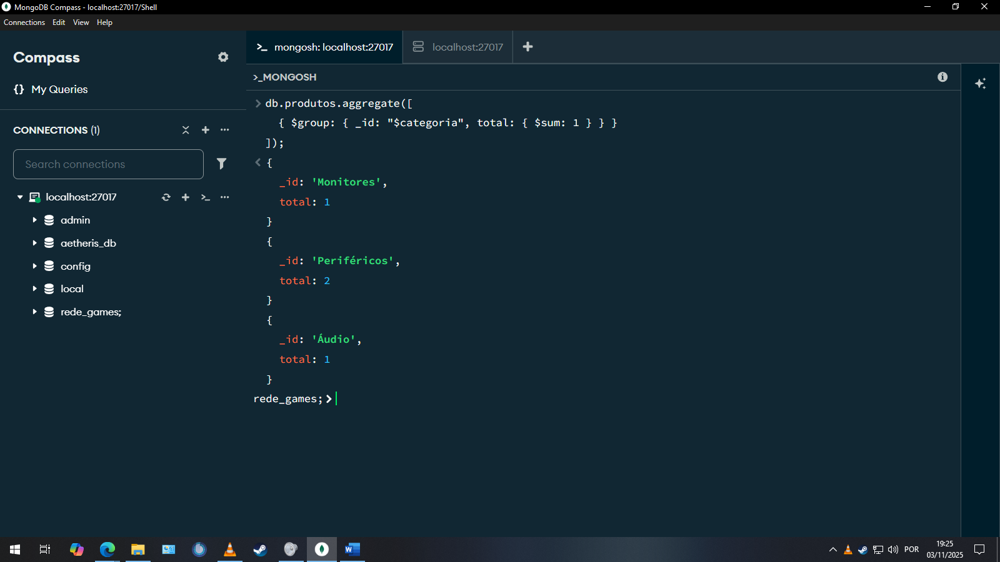 MongoDB Compass - localhost:27017/Shell
Connections Edit View Help
Compass
My Queries
CONNECTIONS (1)
Search connections
localhost:27017
admin
aetheris_db
config
local
rede_games;
>_ mongosh: localhost:27017
localhost:27017
>_MONGOSH
db.produtos.aggregate([
{ $group: { _id: "$categoria", total: { $sum: 1 } } }
]);
{
_id: 'Monitores',
total: 1
}
{
_id: 'Periféricos',
total: 2
}
{
_id: 'Áudio',
total: 1
}
rede_games;>
POR
19:25
03/11/2025